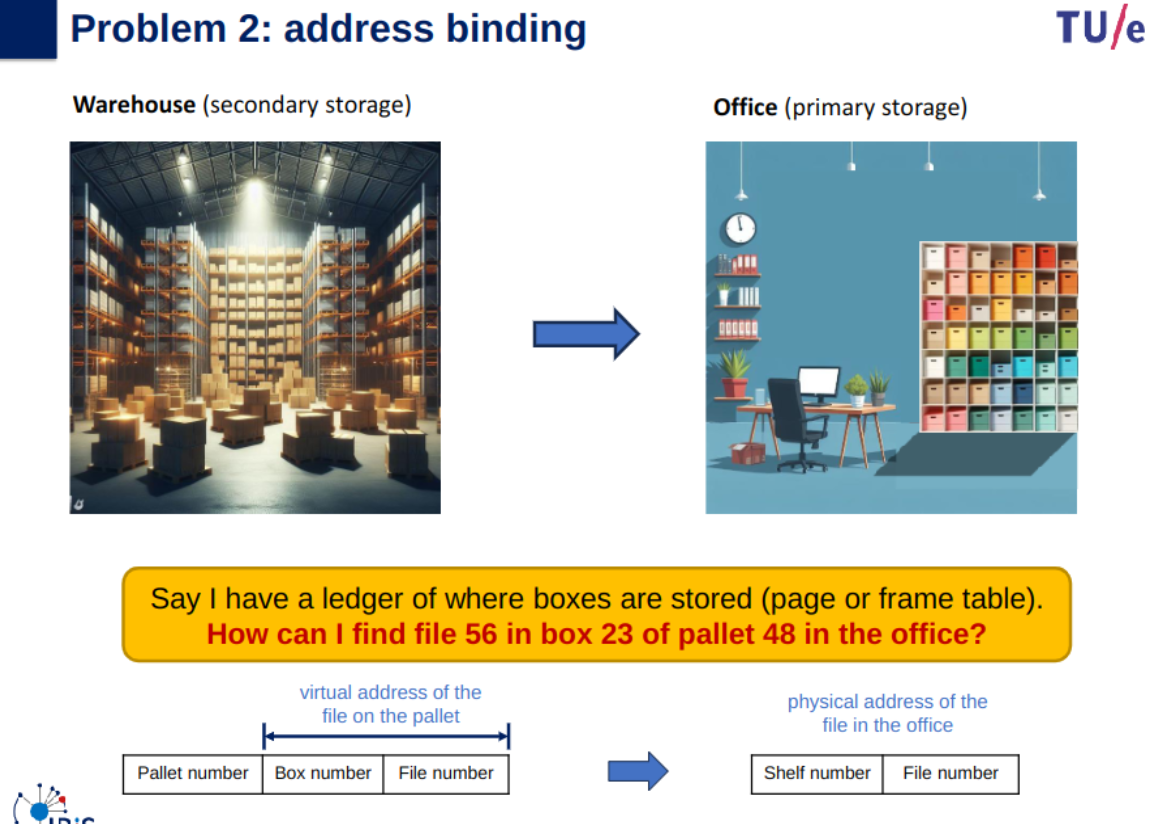 Problem 2: address binding
TU/e
Warehouse (secondary storage)
Office (primary storage)
Say I have a ledger of where boxes are stored (page or frame table).
How can I find file 56 in box 23 of pallet 48 in the office?
virtual address of the
file on the pallet
physical address of the
file in the office
Pallet number Box number File number
Shelf number File number